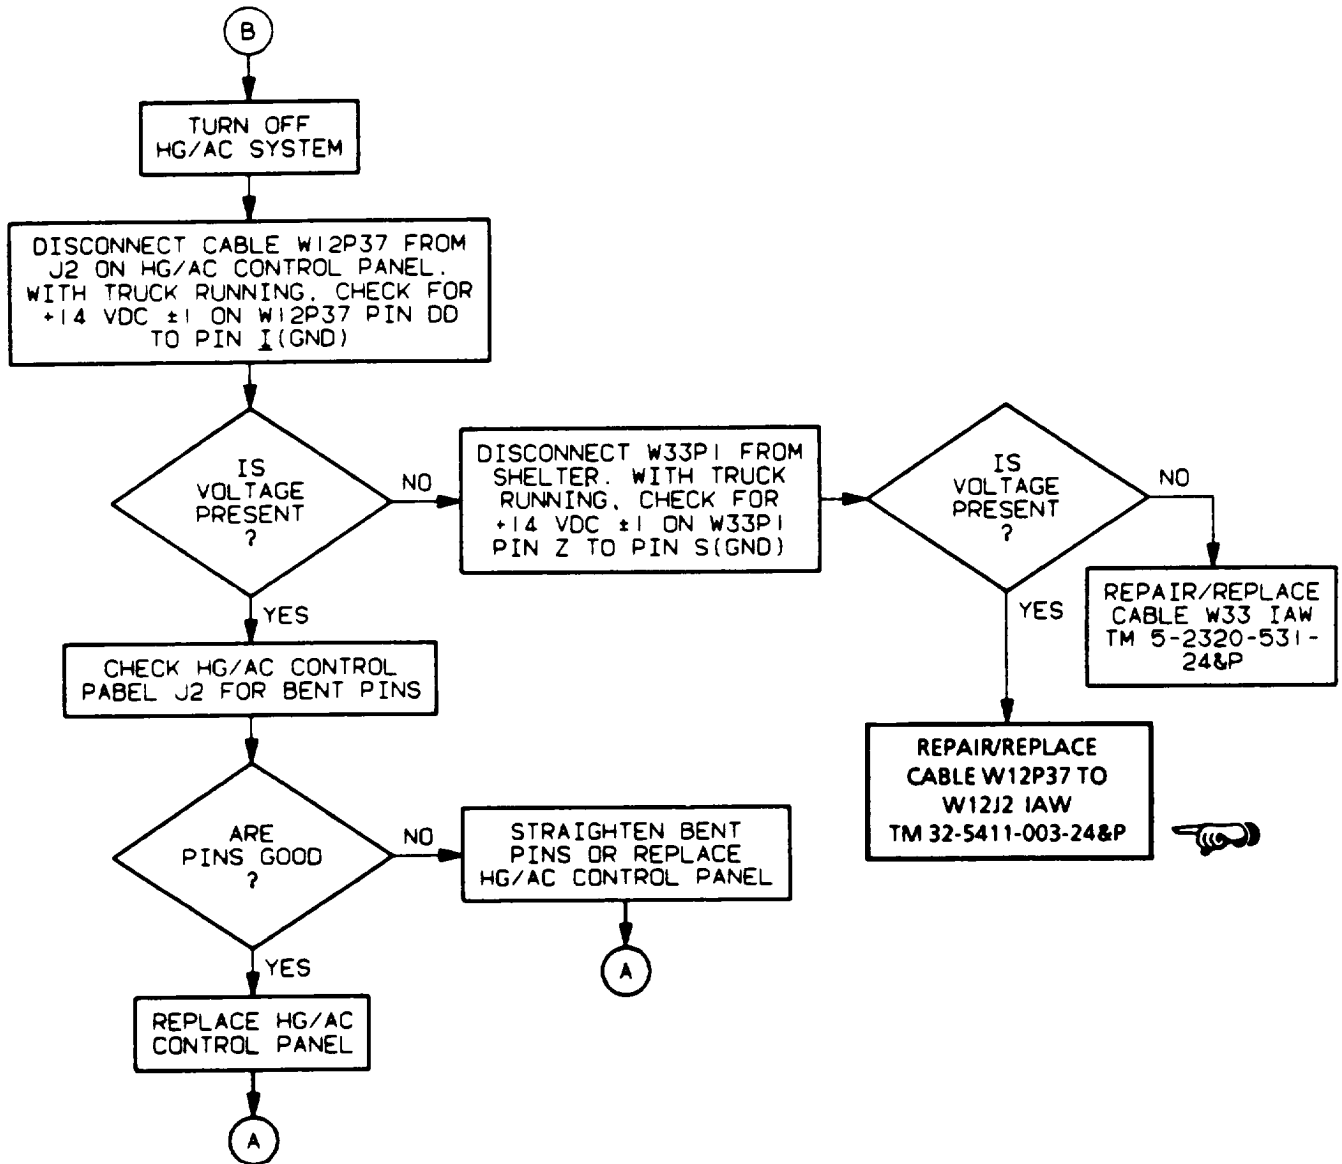 B
TURN OFF
HG/AC SYSTEM
DISCONNECT CABLE W12P37 FROM
J2 ON HG/AC CONTROL PANEL.
WITH TRUCK RUNNING, CHECK FOR
+14 VDC ±1 ON W12P37 PIN DD
TO PIN I(GND)
IS
VOLTAGE
PRESENT
?
NO
DISCONNECT W33P1 FROM
SHELTER. WITH TRUCK
RUNNING, CHECK FOR
+14 VDC ±1 ON W33P1
PIN Z TO PIN S(GND)
IS
VOLTAGE
PRESENT
?
NO
REPAIR/REPLACE
CABLE W33 IAW
TM 5-2320-531-
24&P
YES
REPAIR/REPLACE
CABLE W12P37 TO
W12J2 IAW
TM 32-5411-003-24&P
YES
CHECK HG/AC CONTROL
PABEL J2 FOR BENT PINS
ARE
PINS GOOD
?
NO
STRAIGHTEN BENT
PINS OR REPLACE
HG/AC CONTROL PANEL
A
YES
REPLACE HG/AC
CONTROL PANEL
A